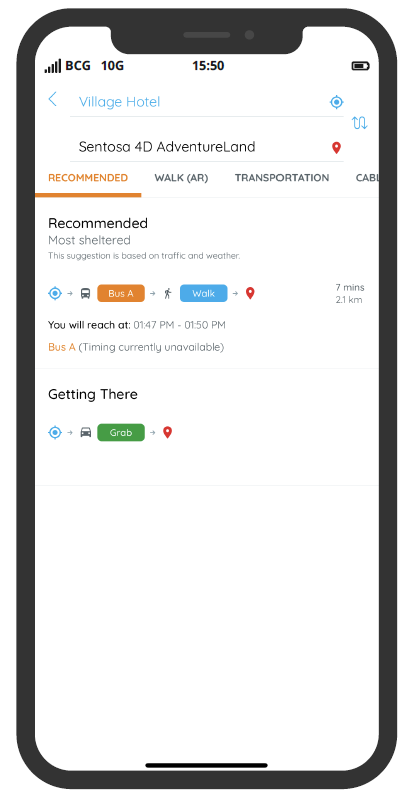 BCG 10G 15:50
Village Hotel
Sentosa 4D AdventureLand
RECOMMENDED WALK (AR) TRANSPORTATION CABL
Recommended
Most sheltered
This suggestion is based on traffic and weather.
Bus A Walk 7 mins
2.1 km
You will reach at: 01:47 PM - 01:50 PM
Bus A (Timing currently unavailable)
Getting There
Grab